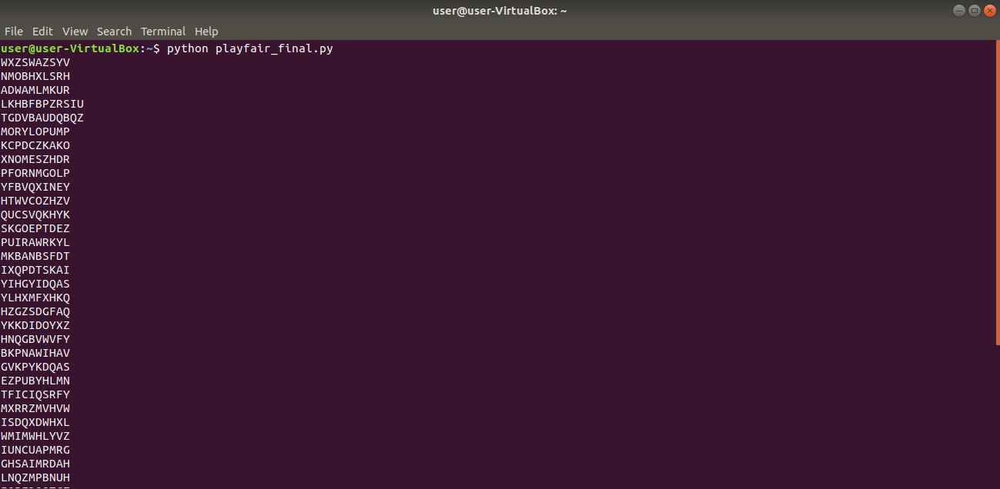 user@user-VirtualBox: ~
File Edit View Search Terminal Help
user@user-VirtualBox:~$ python playfair_final.py
WXZSWAZSYV
NMOBHXLSRH
ADWAMLMKUR
LKHBFBPZRSIU
TGDVBAUDQBQZ
MORYLOPUMP
KCPDCZKAKO
XNOMESZHDR
PFORNMGOLP
YFBVQXINEY
HTWVCOZHZV
QUCSVQKHYK
SKGOEPTDEZ
PUIRAWRKYL
MKBANBSFDT
IXQPDTSKAI
YIHGYIDQAS
YLHXMFXHKQ
HZGZSDGFAQ
YKKDIDOYXZ
HNQGBVWVFY
BKPNAWIHAV
GVKPYKDQAS
EZPUBYHLMN
TFICIQSRFY
MXRRZMVHVW
ISDQXDWHXL
WMIMWHLYVZ
IUNCUAPMRG
GHSAIMRDAH
LNQZMPBNUH